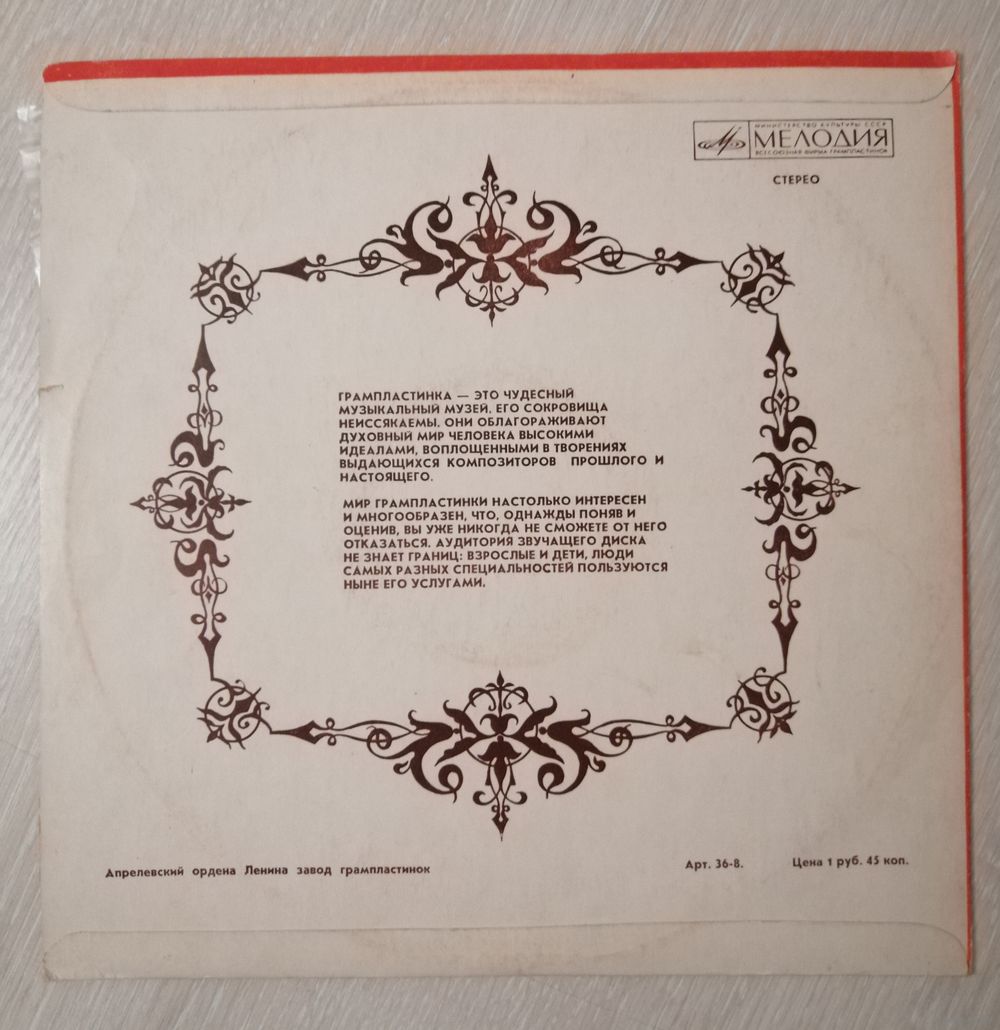 МИНИСТЕРСТВО КУЛЬТУРЫ СССР
МЕЛОДИЯ
ВСЕСОЮЗНАЯ ФИРМА ГРАМПЛАСТИНОК
СТЕРЕО
ГРАМПЛАСТИНКА — ЭТО ЧУДЕСНЫЙ
МУЗЫКАЛЬНЫЙ МУЗЕЙ. ЕГО СОКРОВИЩА
НЕИССЯКАЕМЫ. ОНИ ОБЛАГОРАЖИВАЮТ
ДУХОВНЫЙ МИР ЧЕЛОВЕКА ВЫСОКИМИ
ИДЕАЛАМИ, ВОПЛОЩЕННЫМИ В ТВОРЕНИЯХ
ВЫДАЮЩИХСЯ КОМПОЗИТОРОВ ПРОШЛОГО И
НАСТОЯЩЕГО.
МИР ГРАМПЛАСТИНКИ НАСТОЛЬКО ИНТЕРЕСЕН
И МНОГООБРАЗЕН, ЧТО, ОДНАЖДЫ ПОНЯВ И
ОЦЕНИВ, ВЫ УЖЕ НИКОГДА НЕ СМОЖЕТЕ ОТ НЕГО
ОТКАЗАТЬСЯ. АУДИТОРИЯ ЗВУЧАЩЕГО ДИСКА
НЕ ЗНАЕТ ГРАНИЦ: ВЗРОСЛЫЕ И ДЕТИ, ЛЮДИ
САМЫХ РАЗНЫХ СПЕЦИАЛЬНОСТЕЙ ПОЛЬЗУЮТСЯ
НЫНЕ ЕГО УСЛУГАМИ.
Апрелевский ордена Ленина завод грампластинок
Арт. 36-8.
Цена 1 руб. 45 коп.